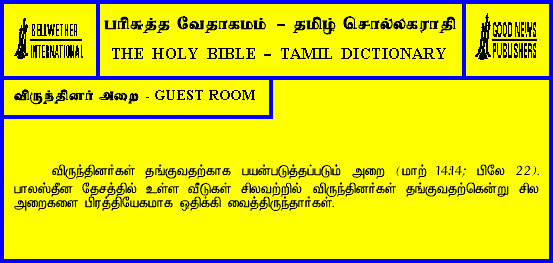 BELLWETHER
INTERNATIONAL
பரிசுத்த வேதாகமம் – தமிழ் சொல்லகராதி
THE HOLY BIBLE – TAMIL DICTIONARY
GOOD NEWS
PUBLISHERS
விருந்தினர் அறை - GUEST ROOM
விருந்தினர்கள் தங்குவதற்காக பயன்படுத்தப்படும் அறை (மாற் 14:14; பிலே 22).
பாலஸ்தீன தேசத்தில் உள்ள வீடுகள் சிலவற்றில் விருந்தினர்கள் தங்குவதற்கென்று சில
அறைகளை பிரத்தியேகமாக ஒதிக்கி வைத்திருந்தார்கள்.